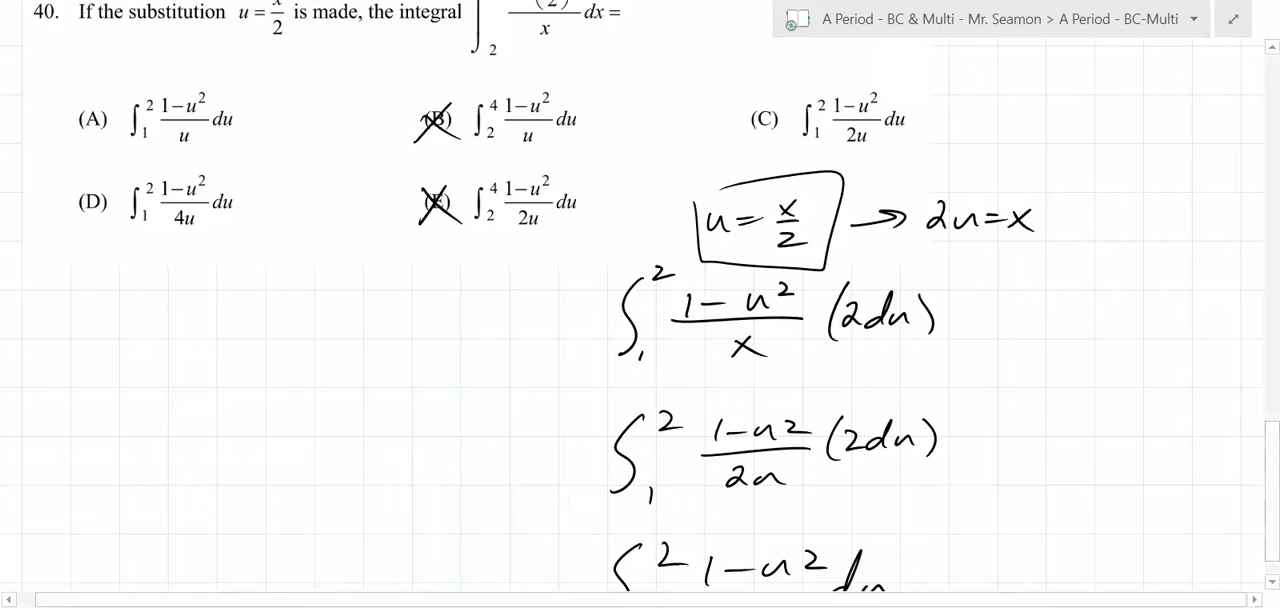 40. If the substitution u = x/2 is made, the integral ∫₂ (2)/x dx =
A Period - BC & Multi - Mr. Seamon > A Period - BC-Multi
(A) ∫₁² (1−u²)/u du (B) ∫₂⁴ (1−u²)/u du (C) ∫₁² (1−u²)/2u du
(D) ∫₁² (1−u²)/4u du (E) ∫₂⁴ (1−u²)/2u du
u = x/2 → 2u = x
∫₁² (1−u²)/x (2du)
∫₁² (1−u²)/2u (2du)
∫² 1−u² du